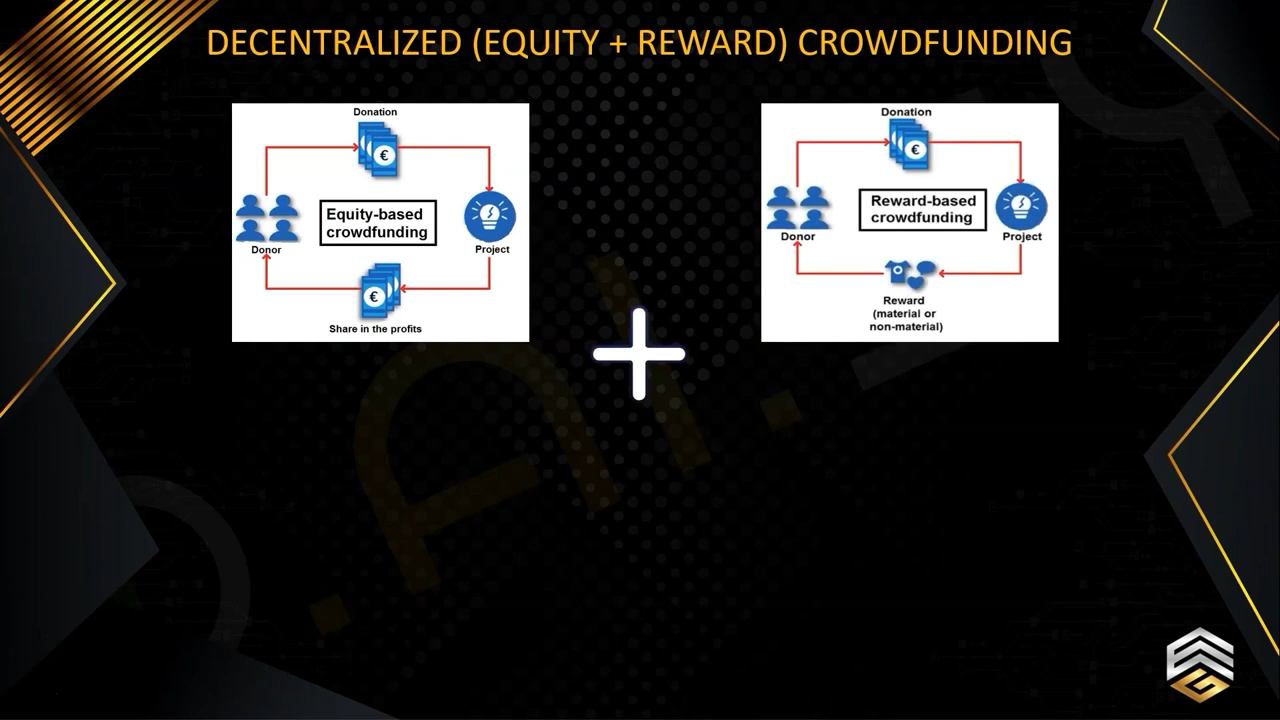 DECENTRALIZED (EQUITY + REWARD) CROWDFUNDING
Donation
€
Equity-based
crowdfunding
Donor
Project
€
Share in the profits
Donation
€
Reward-based
crowdfunding
Donor
Project
Reward
(material or
non-material)